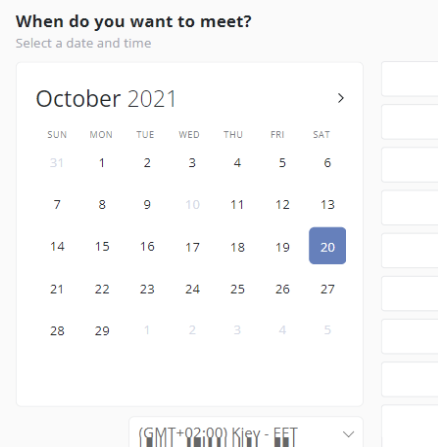 When do you want to meet?
Select a date and time
October 2021
SUN MON TUE WED THU FRI SAT
31 1 2 3 4 5 6
7 8 9 10 11 12 13
14 15 16 17 18 19 20
21 22 23 24 25 26 27
28 29 1 2 3 4 5
(GMT+02:00) Kiev - EET